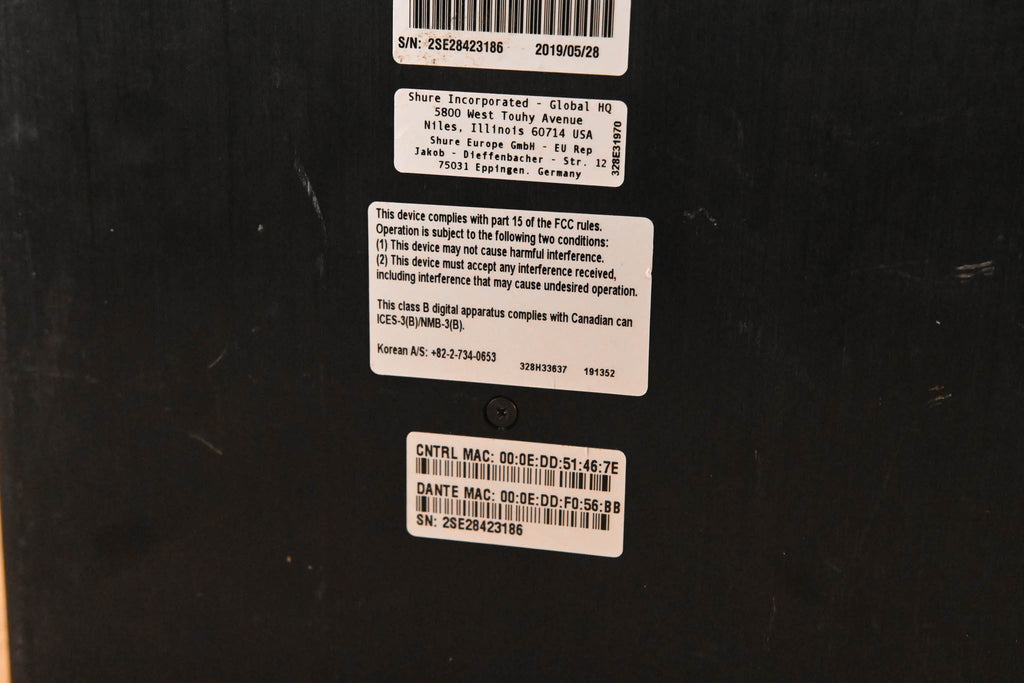 S/N: 2SE28423186 2019/05/28
Shure Incorporated - Global HQ
5800 West Touhy Avenue
Niles, Illinois 60714 USA
Shure Europe GmbH - EU Rep
Jakob - Dieffenbacher - Str. 12
75031 Eppingen. Germany
328E31970
This device complies with part 15 of the FCC rules.
Operation is subject to the following two conditions:
(1) This device may not cause harmful interference.
(2) This device must accept any interference received,
including interference that may cause undesired operation.
This class B digital apparatus complies with Canadian can
ICES-3(B)/NMB-3(B).
Korean A/S: +82-2-734-0653
328H33637 191352
CNTRL MAC: 00:0E:DD:51:46:7E
DANTE MAC: 00:0E:DD:F0:56:BB
SN: 2SE28423186